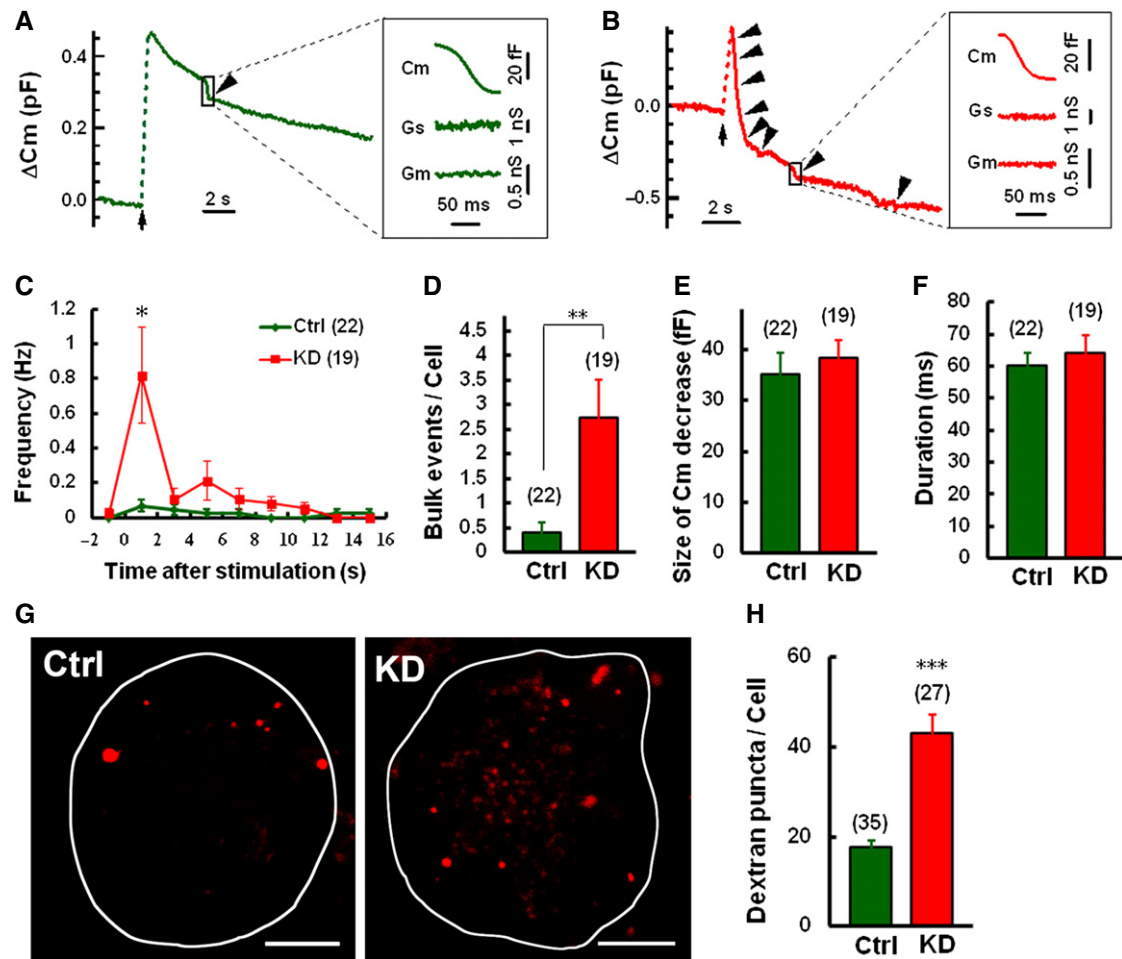 A
ΔCm (pF)
0.4
0.2
0.0
2 s
Cm
20 fF
Gs
1 nS
Gm
0.5 nS
50 ms
B
ΔCm (pF)
0.0
−0.5
2 s
Cm
20 fF
Gs
1 nS
Gm
0.5 nS
50 ms
C
Frequency (Hz)
1.2
1
0.8
0.6
0.4
0.2
0
*
Ctrl (22)
KD (19)
−2 0 2 4 6 8 10 12 14 16
Time after stimulation (s)
D
Bulk events / Cell
4.5
4
3.5
3
2.5
2
1.5
1
0.5
0
**
(22)
(19)
Ctrl KD
E
Size of Cm decrease (fF)
40
30
20
10
0
(22)
(19)
Ctrl KD
F
Duration (ms)
80
70
60
50
40
30
20
10
0
(22)
(19)
Ctrl KD
G
Ctrl
KD
H
Dextran puncta / Cell
60
40
20
0
(35)
***
(27)
Ctrl KD